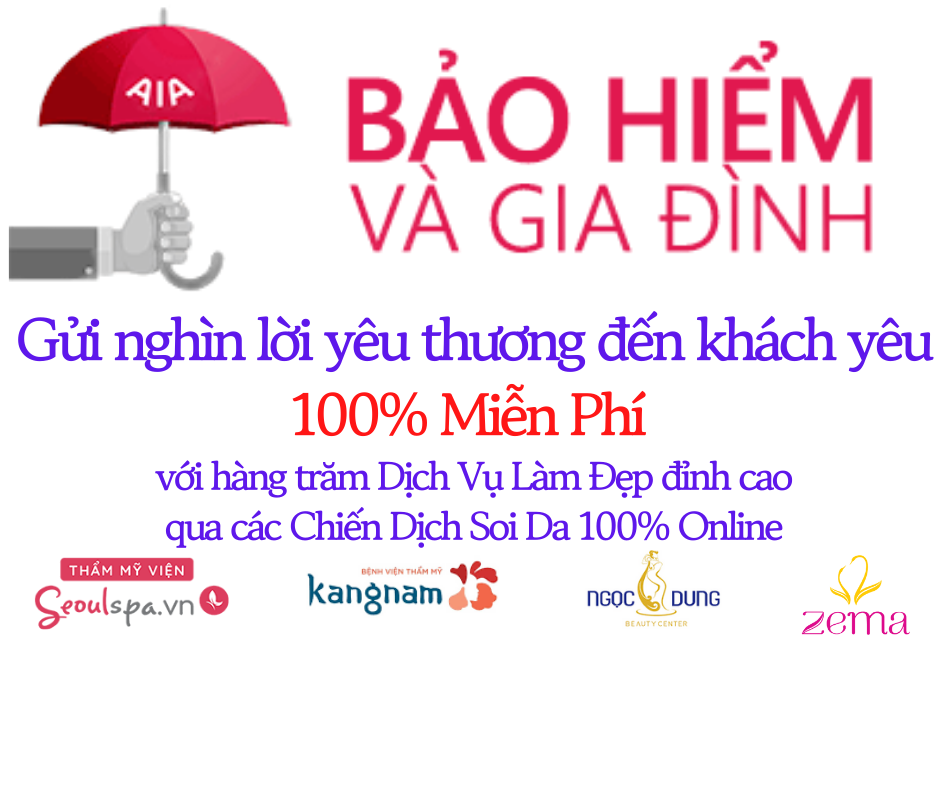 AIA
BẢO HIỂM
VÀ GIA ĐÌNH
Gửi nghìn lời yêu thương đến khách yêu
100% Miễn Phí
với hàng trăm Dịch Vụ Làm Đẹp đỉnh cao
qua các Chiến Dịch Soi Da 100% Online
THẨM MỸ VIỆN
Seoulspa.vn
BỆNH VIỆN THẨM MỸ
kangnam
NGỌC DUNG
BEAUTY CENTER
zema